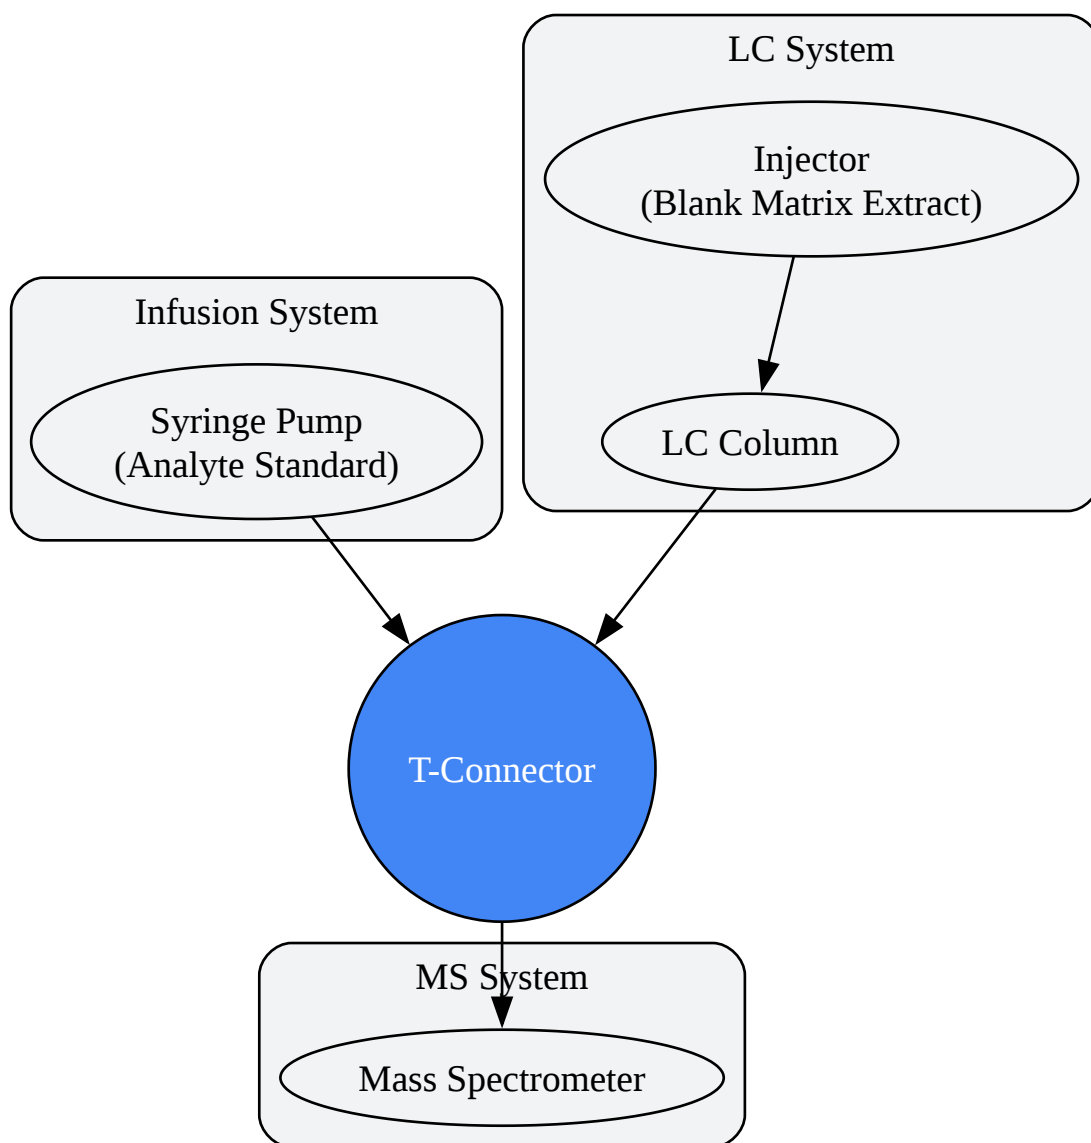 LC System
Injector
(Blank Matrix Extract)
Infusion System
Syringe Pump
(Analyte Standard)
LC Column
T-Connector
MS System
Mass Spectrometer